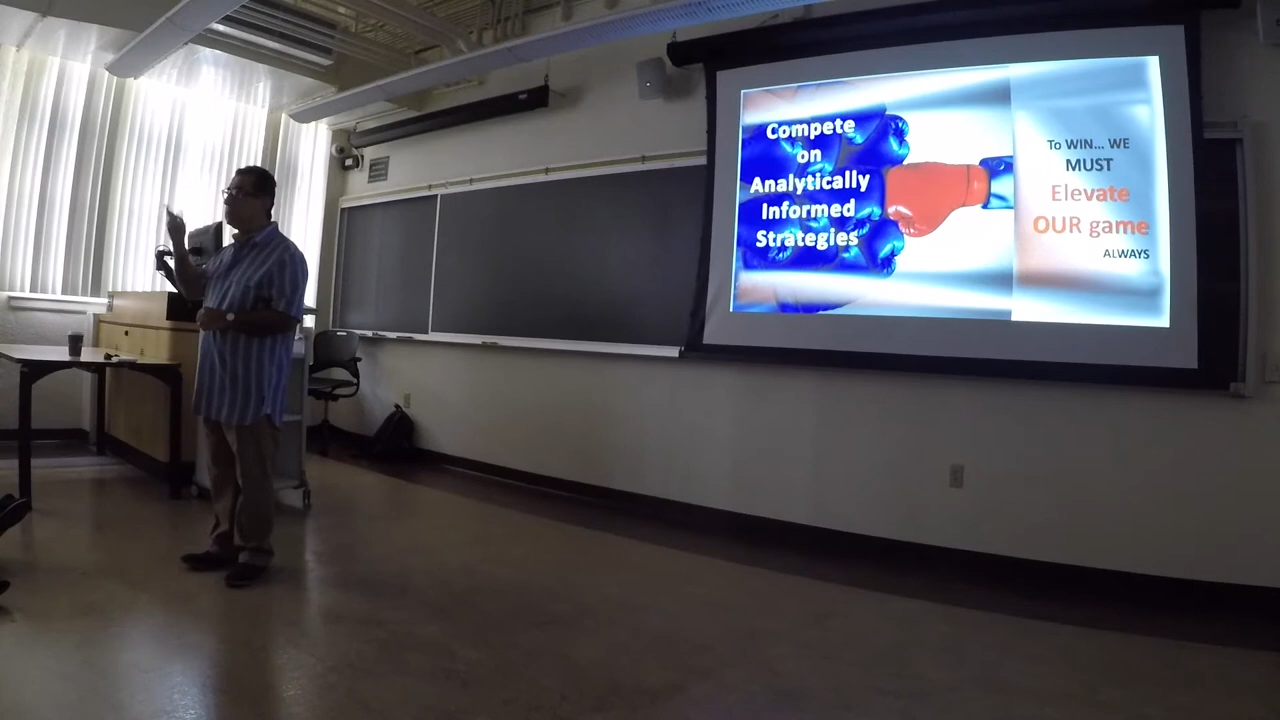 Compete
on
Analytically
Informed
Strategies
To WIN... WE
MUST
Elevate
OUR game
ALWAYS